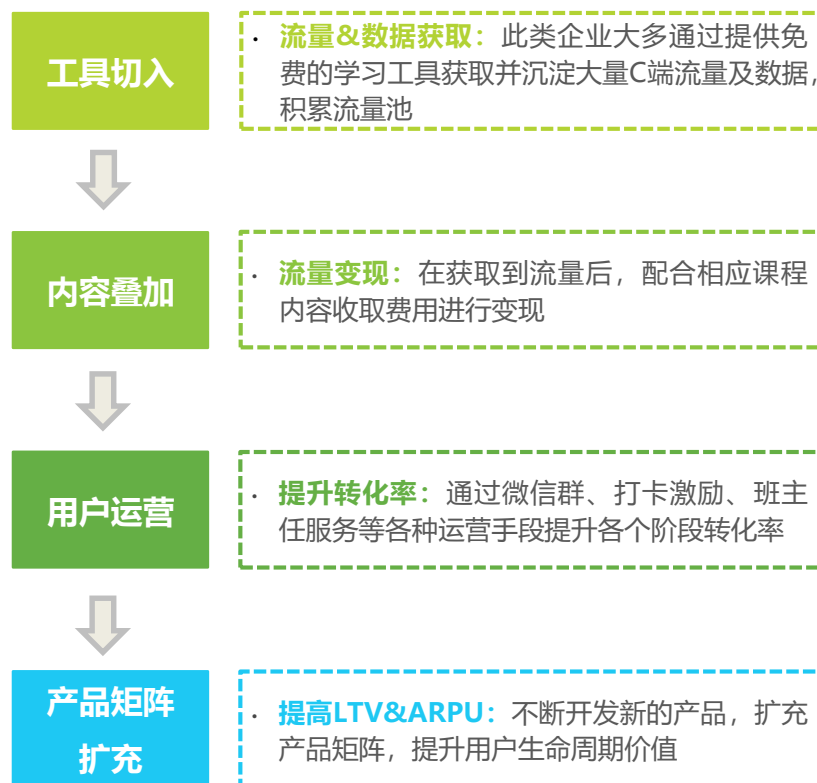 工具切入
· 流量&数据获取：此类企业大多通过提供免
费的学习工具获取并沉淀大量C端流量及数据，
积累流量池
内容叠加
· 流量变现：在获取到流量后，配合相应课程
内容收取费用进行变现
用户运营
· 提升转化率：通过微信群、打卡激励、班主
任服务等各种运营手段提升各个阶段转化率
产品矩阵
扩充
· 提高LTV&ARPU：不断开发新的产品，扩充
产品矩阵，提升用户生命周期价值